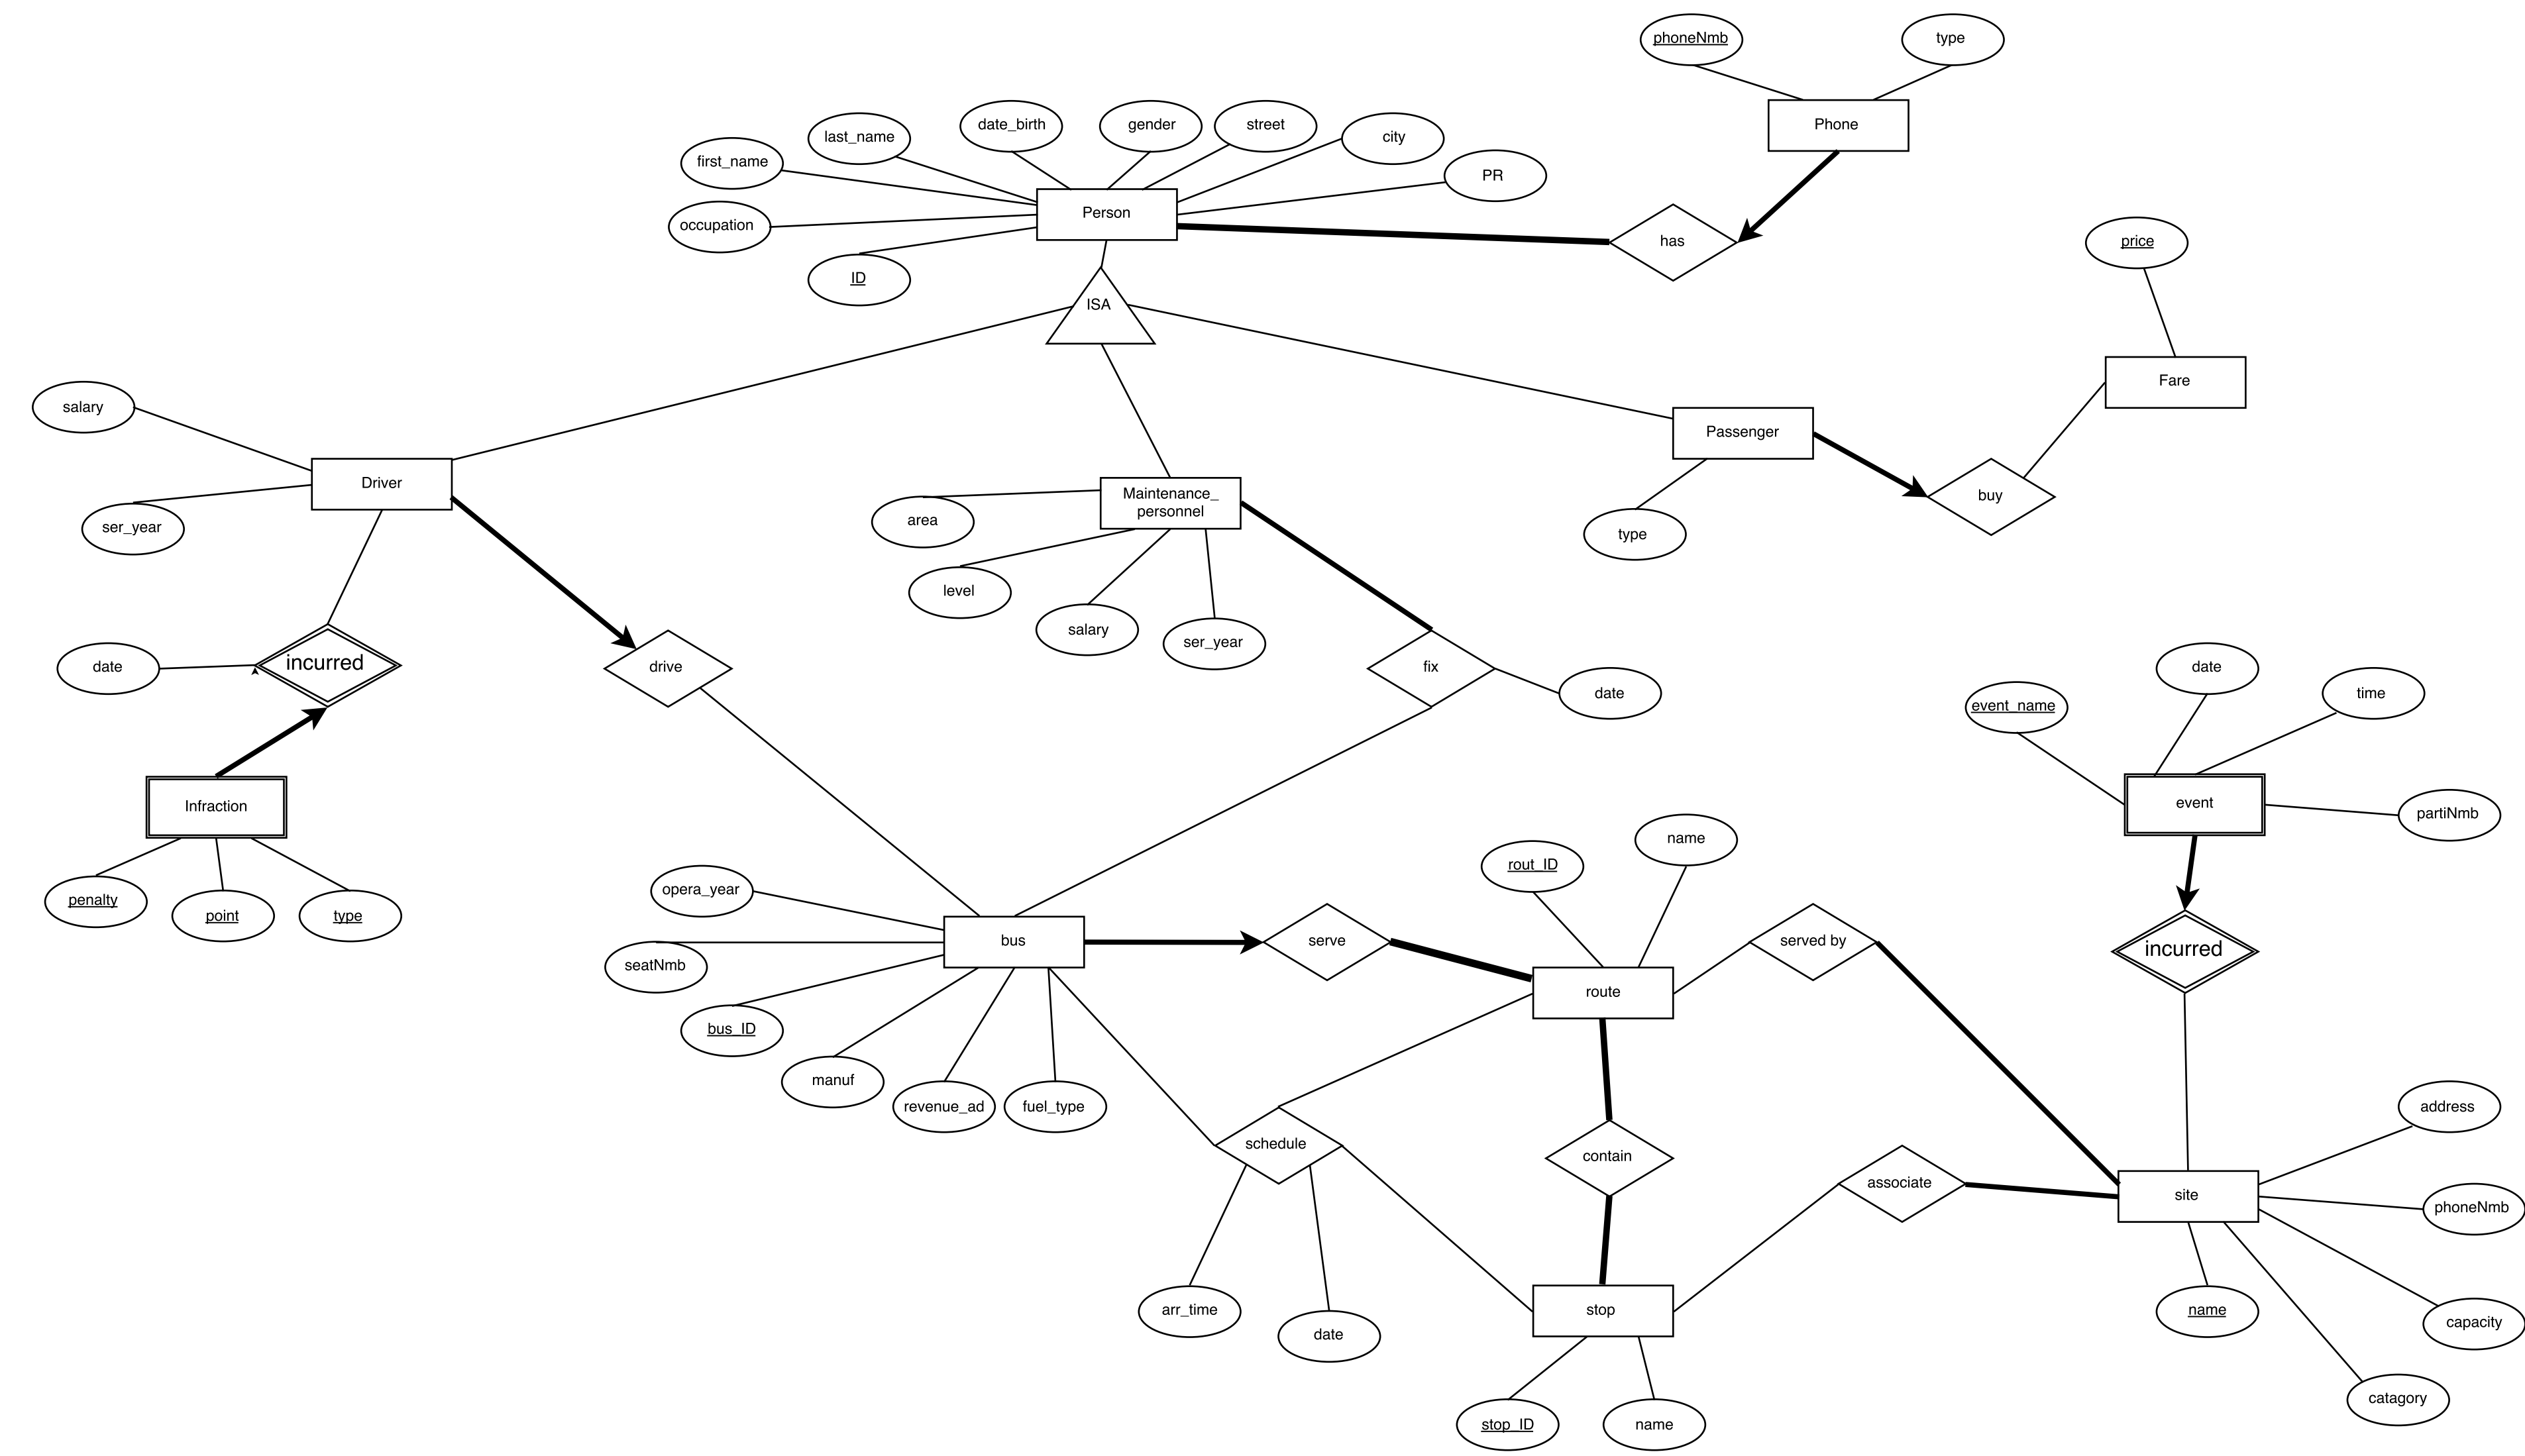 phoneNmb
type
Phone
date_birth
gender
street
last_name
city
first_name
PR
Person
occupation
has
ID
price
ISA
Fare
salary
Passenger
Driver
Maintenance_
personnel
buy
area
ser_year
type
level
salary
ser_year
incurred
date
drive
fix
date
date
time
event_name
Infraction
event
partiNmb
name
rout_ID
opera_year
penalty
point
type
bus
serve
served by
incurred
seatNmb
route
bus_ID
manuf
revenue_ad
fuel_type
address
schedule
contain
associate
site
phoneNmb
arr_time
stop
name
date
capacity
catagory
stop_ID
name